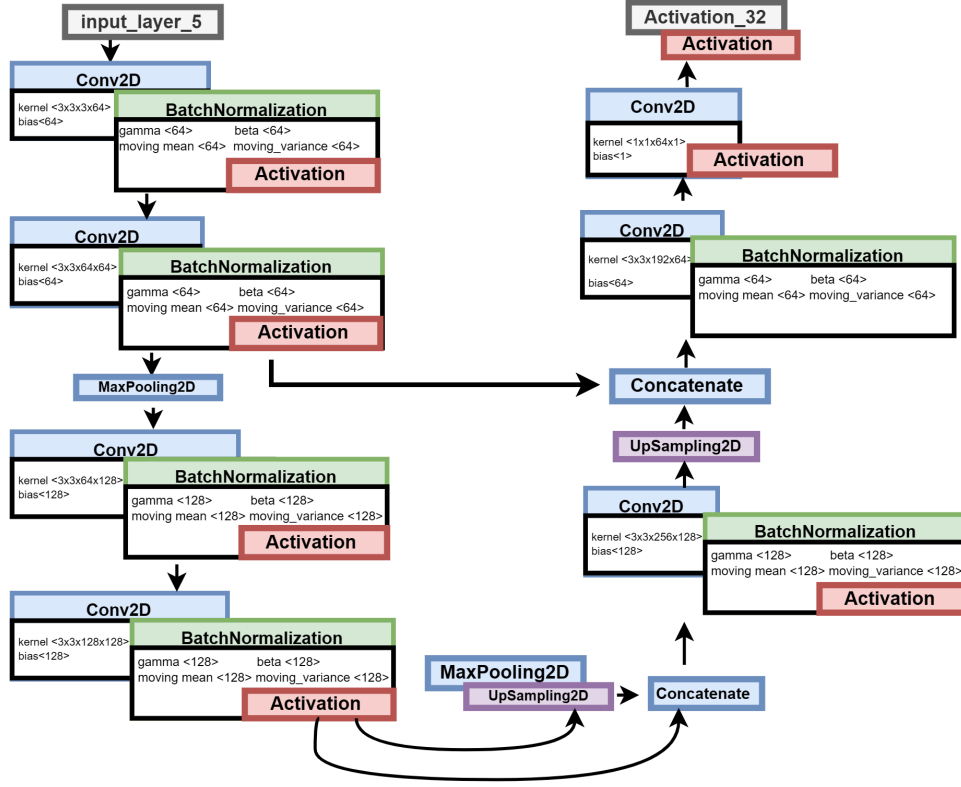 input_layer_5
Conv2D
kernel <3x3x3x64>
bias<64>
BatchNormalization
gamma <64> beta <64>
moving mean <64> moving_variance <64>
Activation
Conv2D
kernel <3x3x64x64>
bias<64>
BatchNormalization
gamma <64> beta <64>
moving mean <64> moving_variance <64>
Activation
MaxPooling2D
Conv2D
kernel <3x3x64x128>
bias<128>
BatchNormalization
gamma <128> beta <128>
moving mean <128> moving_variance <128>
Activation
Conv2D
kernel <3x3x128x128>
bias<128>
BatchNormalization
gamma <128> beta <128>
moving mean <128> moving_variance <128>
Activation
MaxPooling2D
UpSampling2D
Concatenate
Conv2D
kernel <3x3x256x128>
bias<128>
BatchNormalization
gamma <128> beta <128>
moving mean <128> moving_variance <128>
Activation
UpSampling2D
Concatenate
Conv2D
kernel <3x3x192x64>
bias<64>
BatchNormalization
gamma <64> beta <64>
moving mean <64> moving_variance <64>
Conv2D
kernel <1x1x64x1>
bias<1>
Activation
Activation_32
Activation